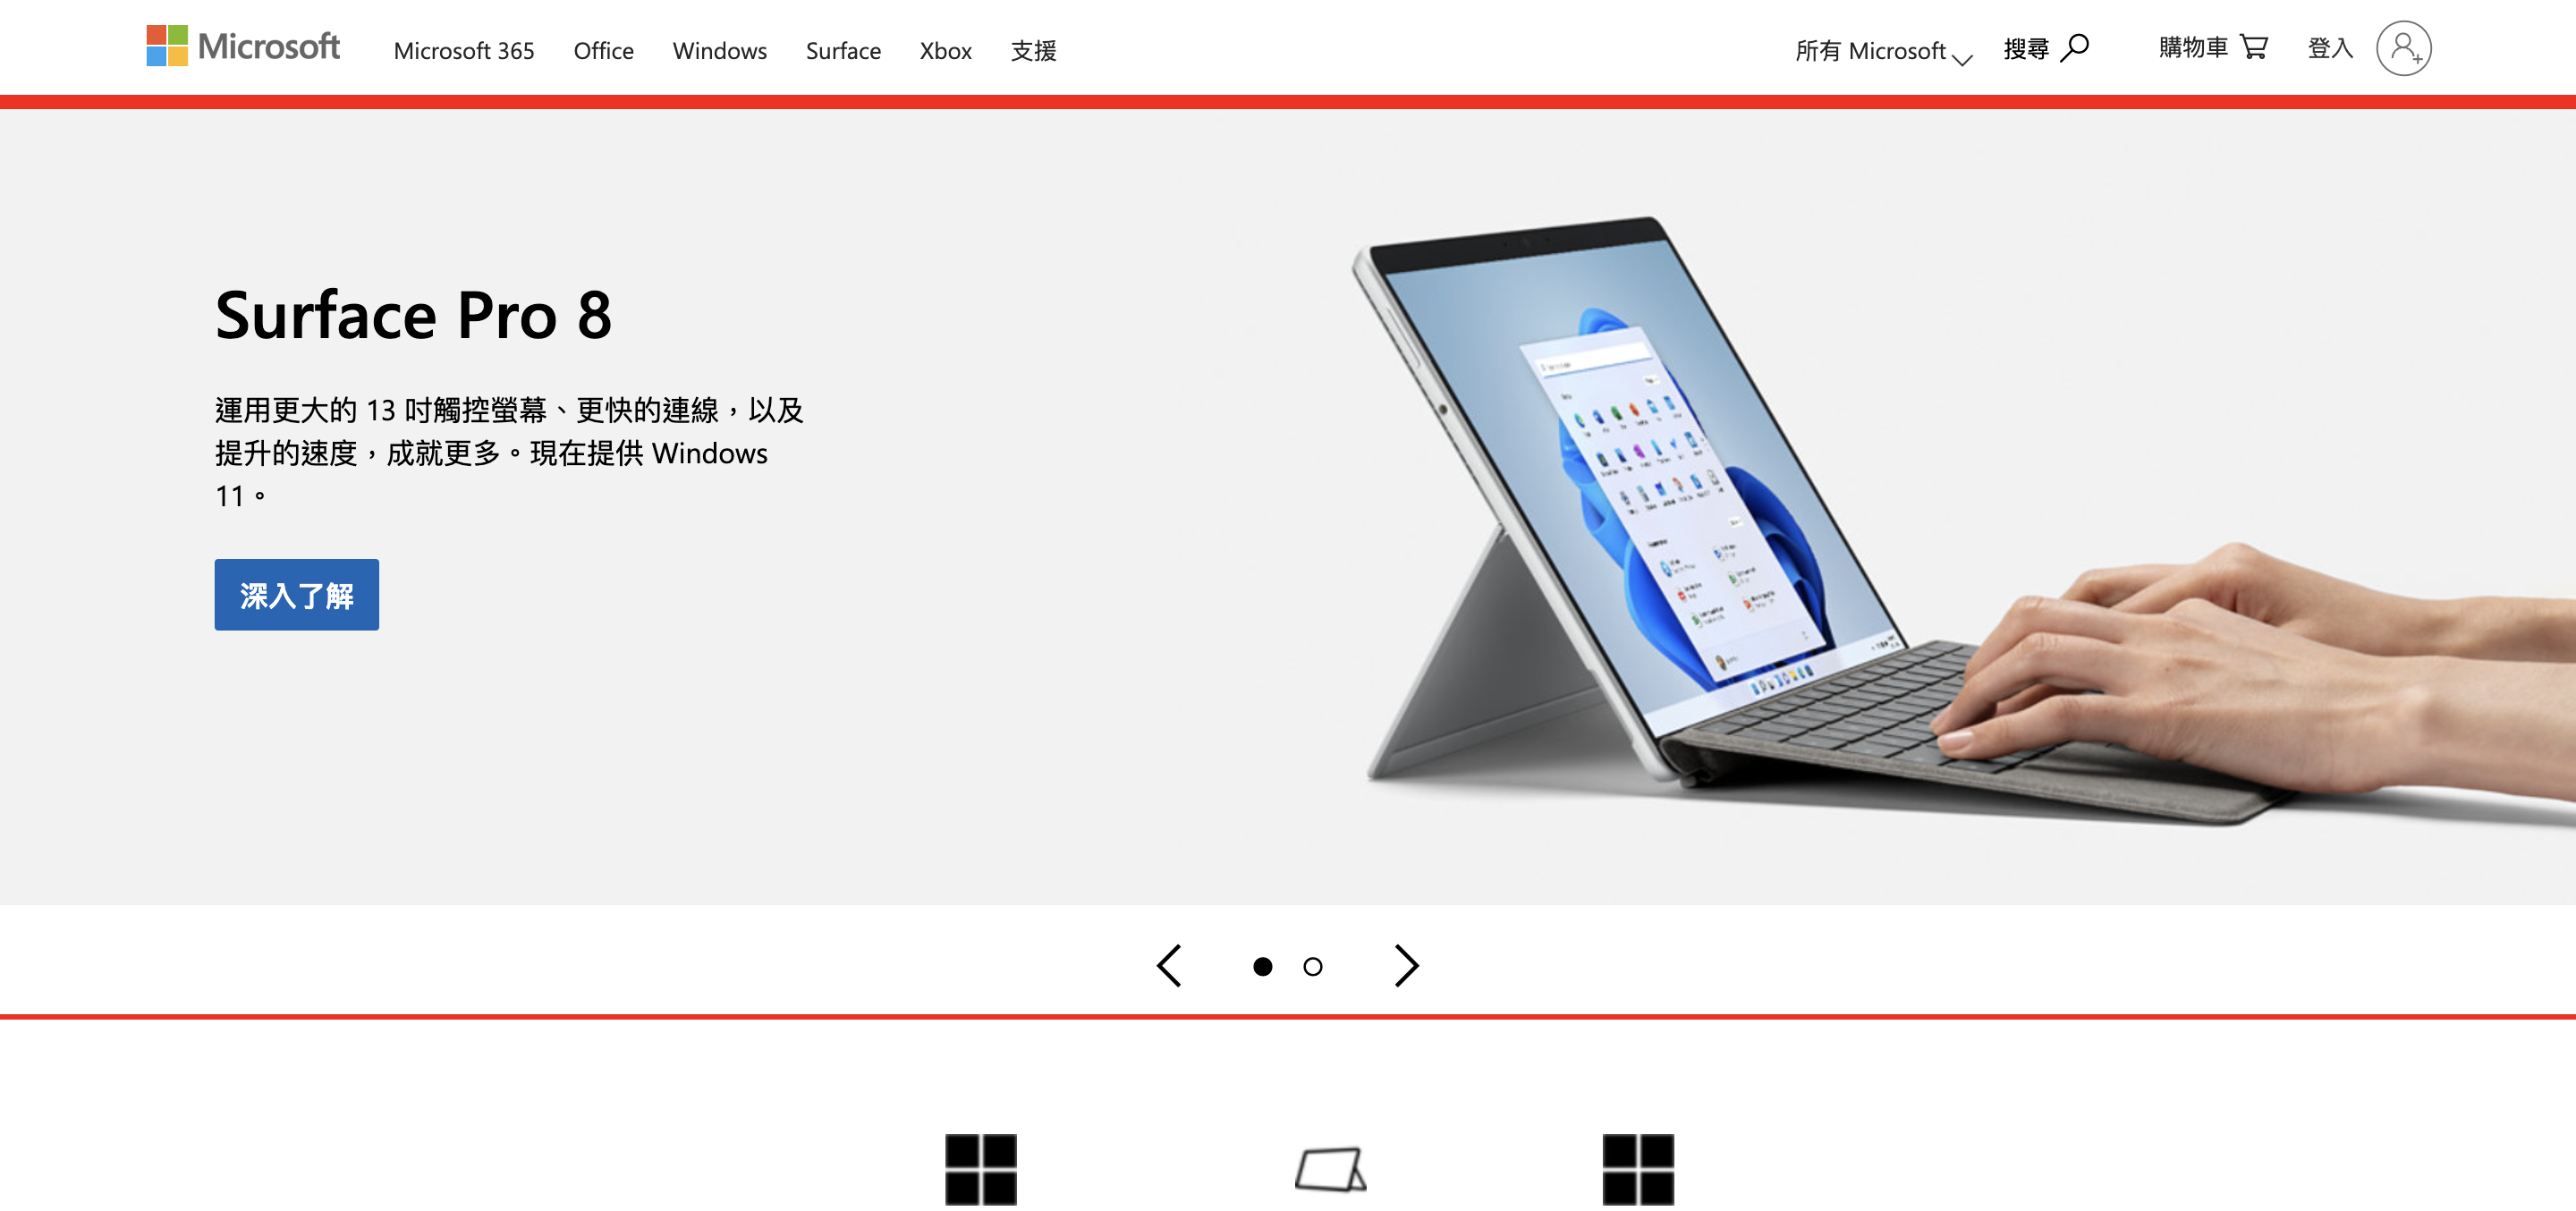 Microsoft
Microsoft 365 Office Windows Surface Xbox 支援
所有 Microsoft 搜尋 購物車 登入
Surface Pro 8
運用更大的 13 吋觸控螢幕、更快的連線，以及
提升的速度，成就更多。現在提供 Windows
11。
深入了解